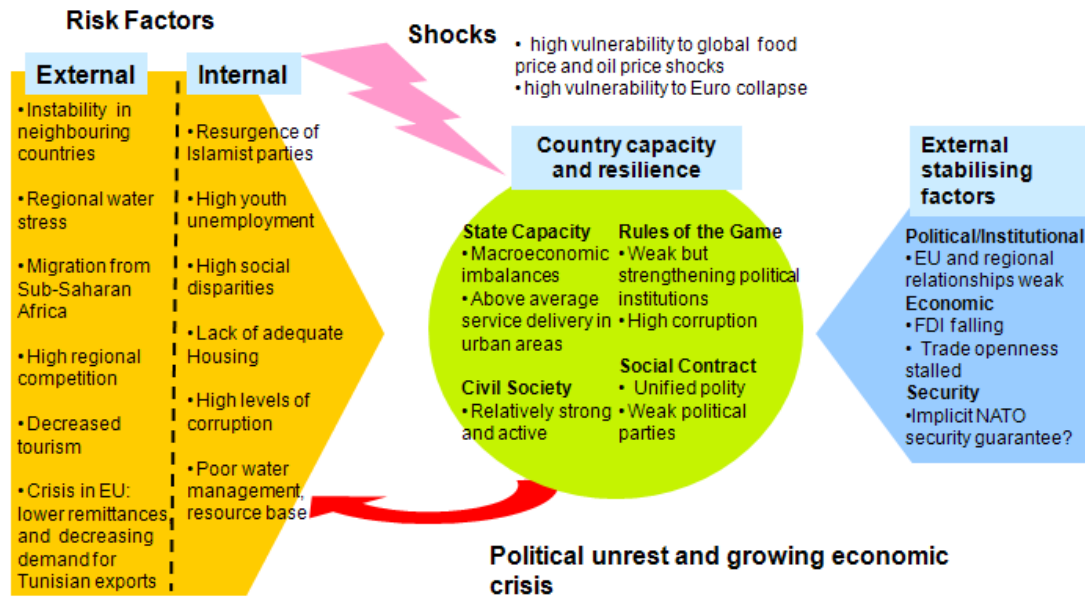 Risk Factors
External
• Instability in
neighbouring
countries
• Regional water
stress
• Migration from
Sub-Saharan
Africa
• High regional
competition
• Decreased
tourism
• Crisis in EU:
lower remittances
and decreasing
demand for
Tunisian exports
Internal
• Resurgence of
Islamist parties
• High youth
unemployment
• High social
disparities
• Lack of adequate
Housing
• High levels of
corruption
• Poor water
management,
resource base
Shocks
• high vulnerability to global food
price and oil price shocks
• high vulnerability to Euro collapse
Country capacity
and resilience
State Capacity
• Macroeconomic
imbalances
• Above average
service delivery in
urban areas
Civil Society
• Relatively strong
and active
Rules of the Game
• Weak but
strengthening political
institutions
• High corruption
Social Contract
• Unified polity
• Weak political
parties
External
stabilising
factors
Political/Institutional
• EU and regional
relationships weak
Economic
• FDI falling
• Trade openness
stalled
Security
• Implicit NATO
security guarantee?
Political unrest and growing economic
crisis